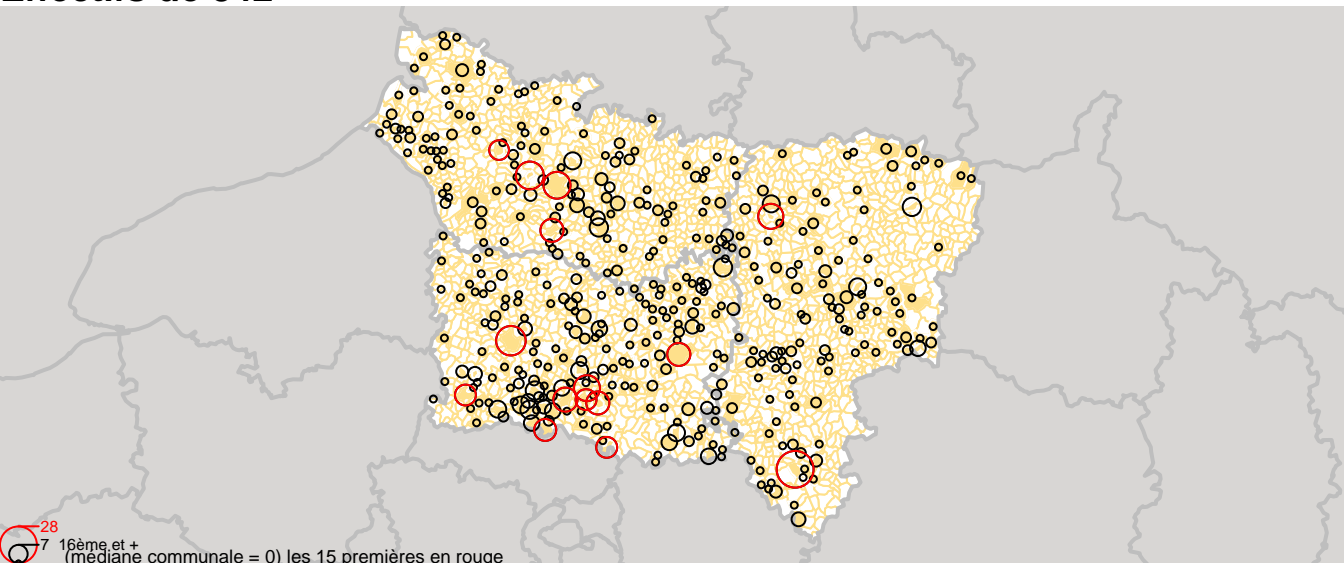 28
7 16ème et +
(médiane communale = 0) les 15 premières en rouge